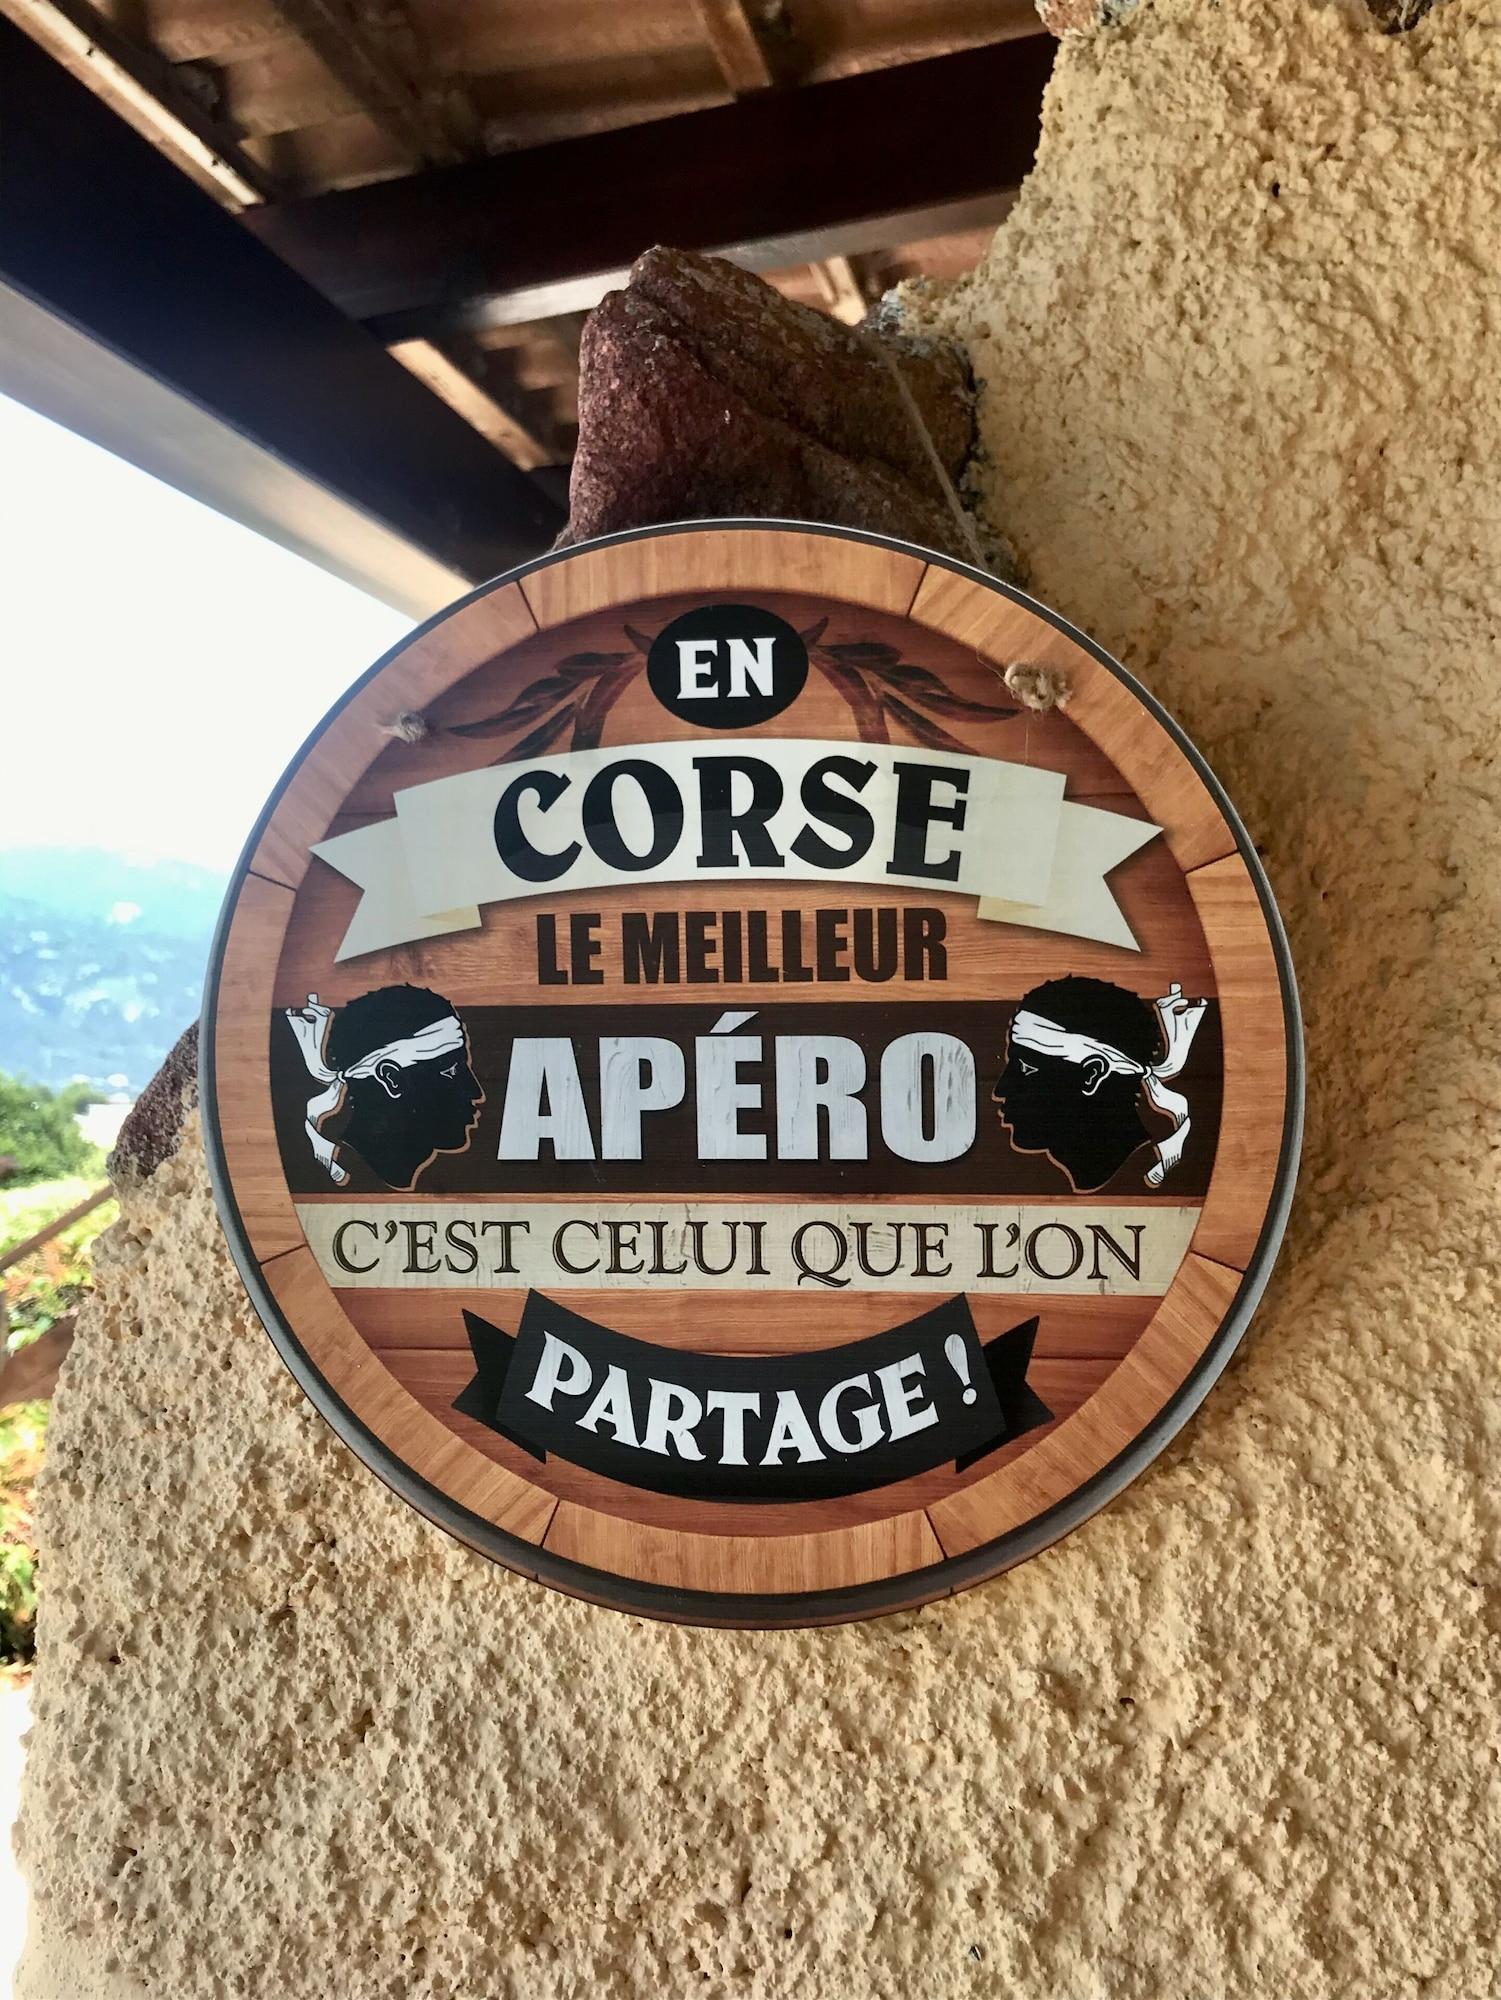 EN
CORSE
LE MEILLEUR
APÉRO
C'EST CELUI QUE L'ON
PARTAGE !